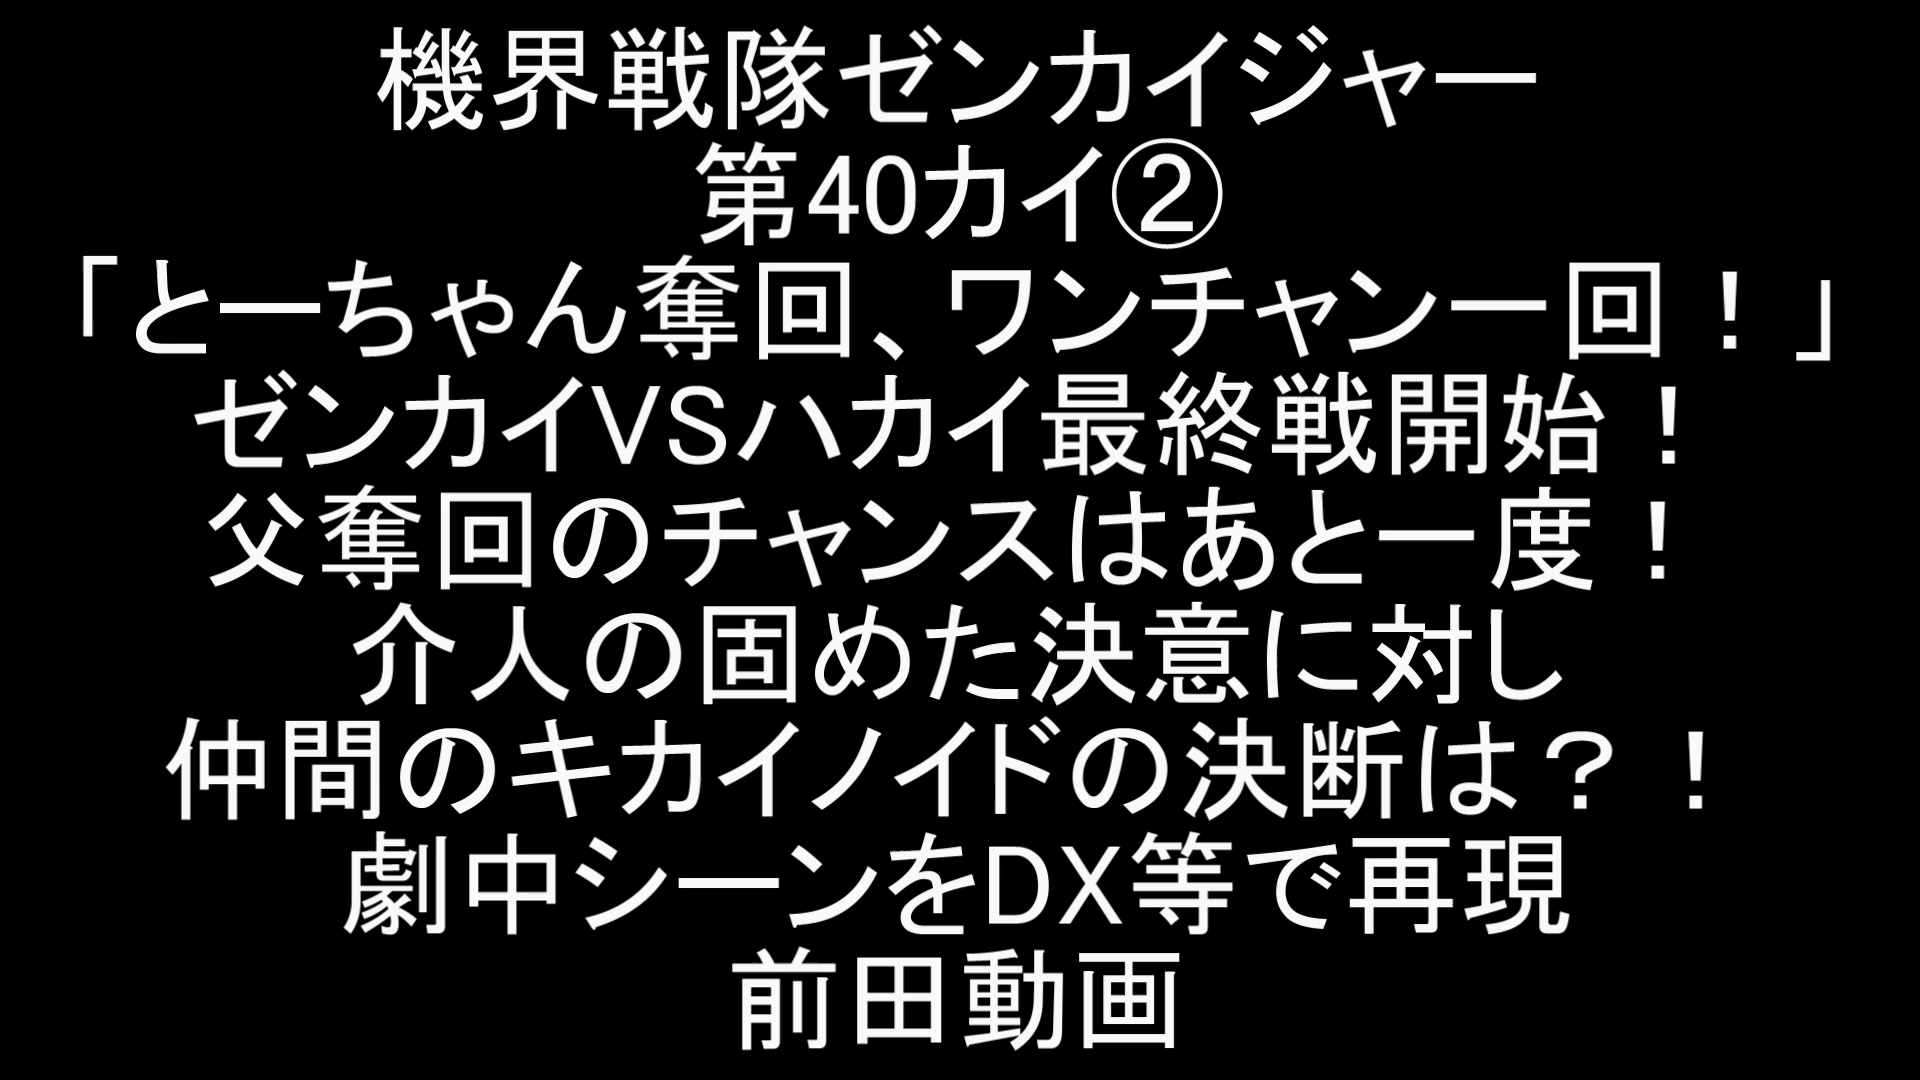 機界戦隊ゼンカイジャー
第40カイ②
「とーちゃん奪回、ワンチャン一回！」
ゼンカイVSハカイ最終戦開始！
父奪回のチャンスはあと一度！
介人の固めた決意に対し
仲間のキカイノイドの決断は？！
劇中シーンをDX等で再現
前田動画